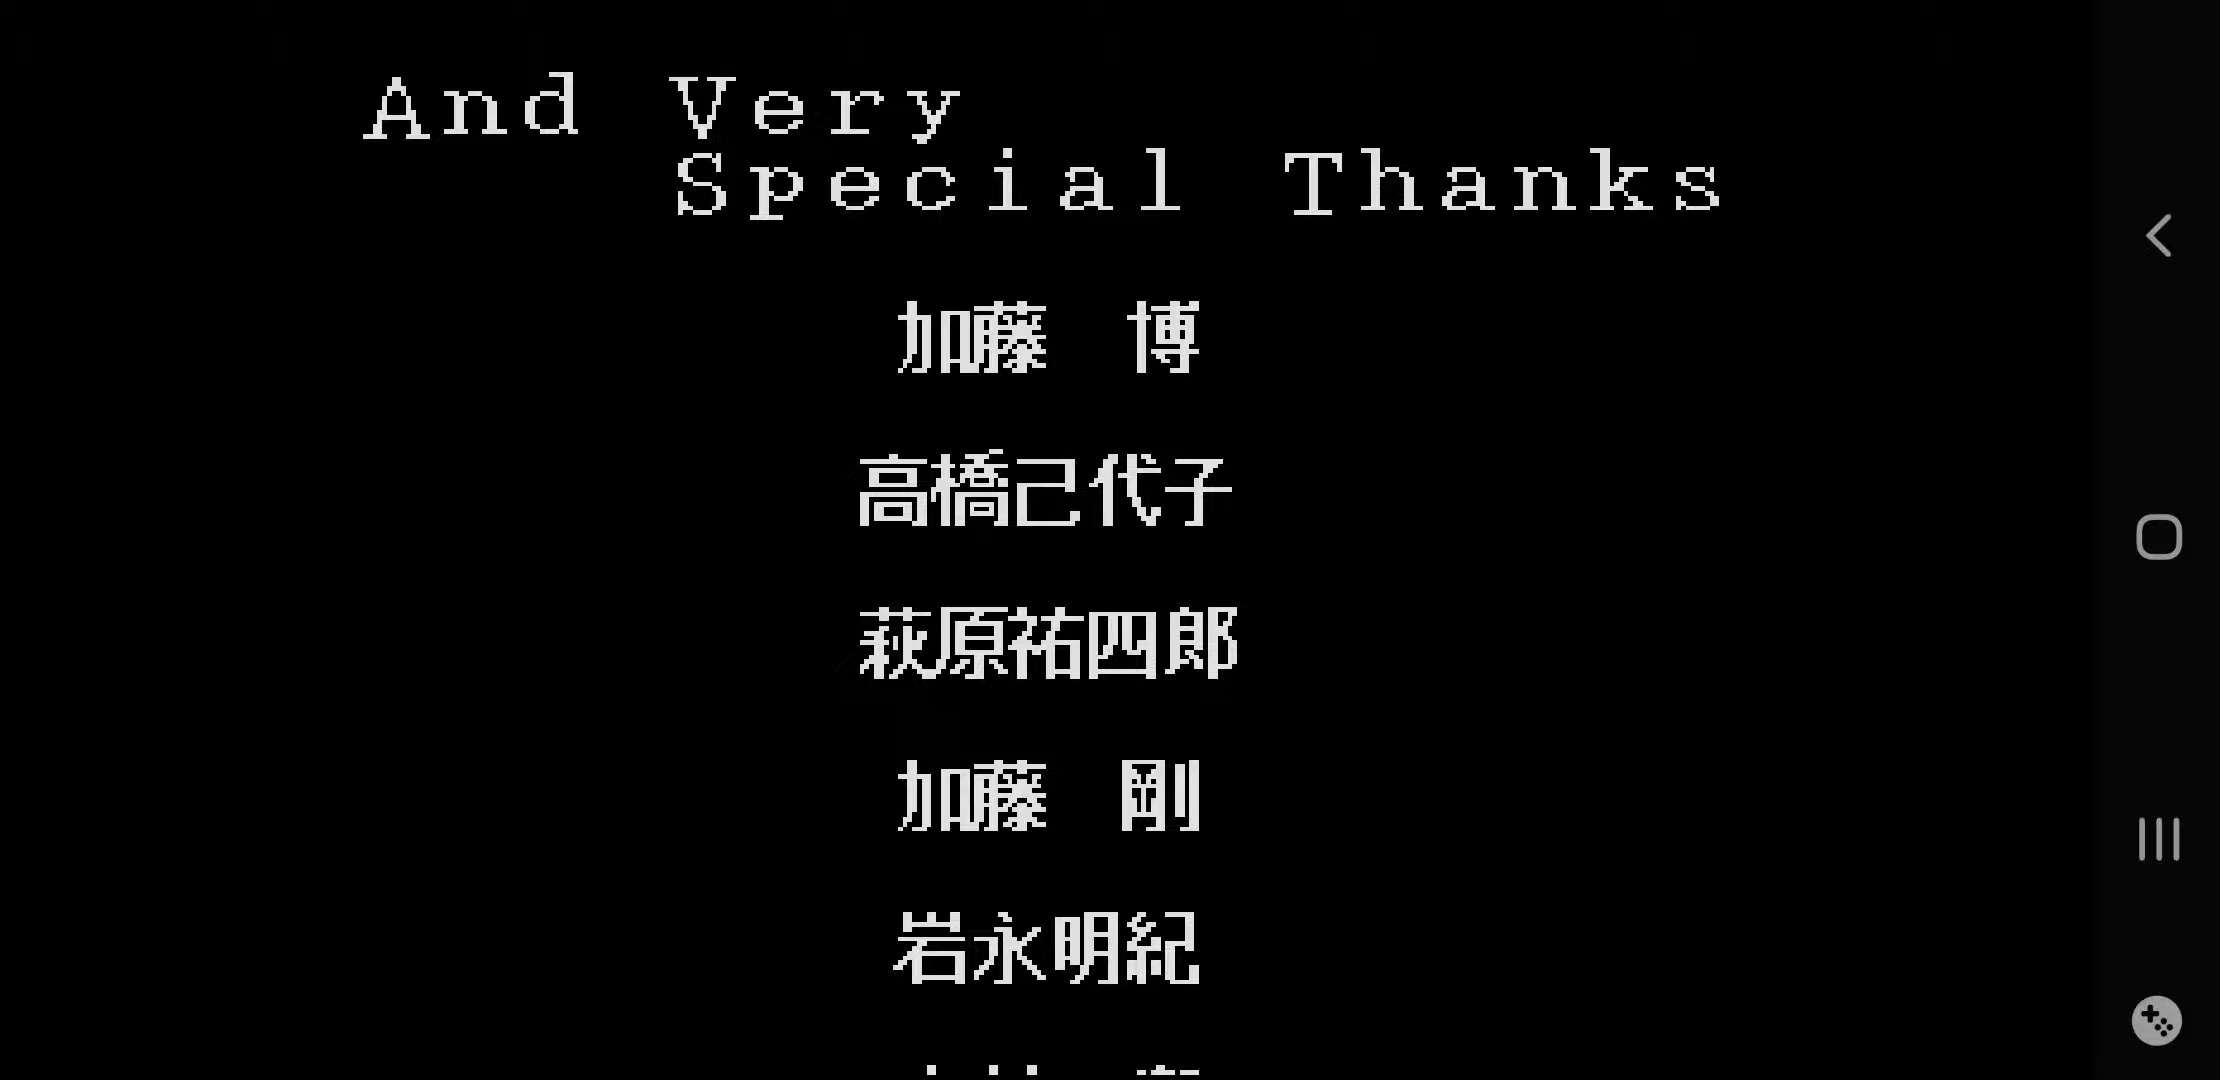 And Very
Special Thanks
加藤　博
高橋己代子
萩原祐四郎
加藤　剛
岩永明紀